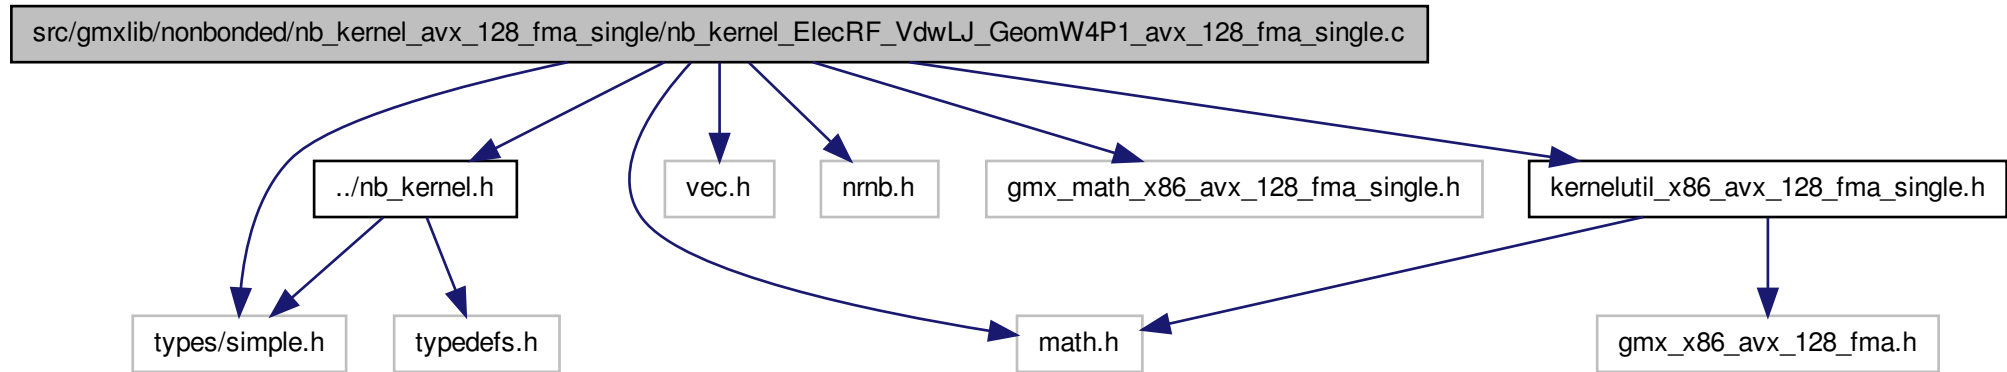 src/gmxlib/nonbonded/nb_kernel_avx_128_fma_single/nb_kernel_ElecRF_VdwLJ_GeomW4P1_avx_128_fma_single.c
../nb_kernel.h
vec.h
nrnb.h
gmx_math_x86_avx_128_fma_single.h
kernelutil_x86_avx_128_fma_single.h
types/simple.h
typedefs.h
math.h
gmx_x86_avx_128_fma.h